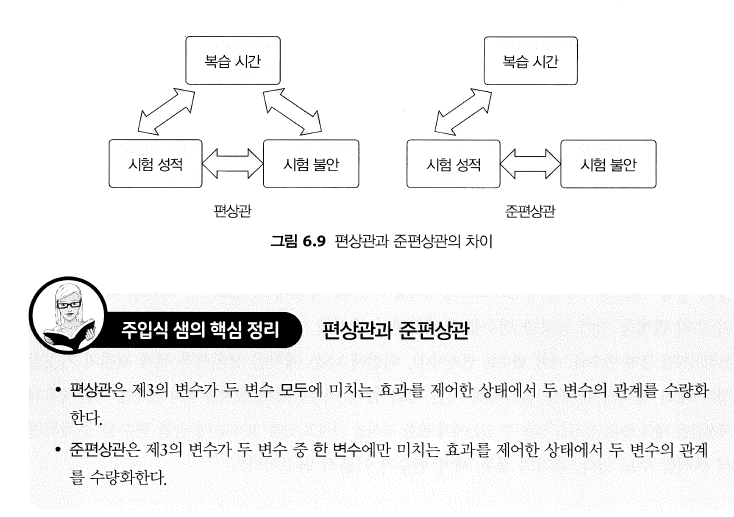 복습 시간
복습 시간
시험 성적
시험 불안
시험 성적
시험 불안
편상관
준편상관
그림 6.9 편상관과 준편상관의 차이
주입식 샘의 핵심 정리
편상관과 준편상관
• 편상관은 제3의 변수가 두 변수 모두에 미치는 효과를 제어한 상태에서 두 변수의 관계를 수량화
한다.
• 준편상관은 제3의 변수가 두 변수 중 한 변수에만 미치는 효과를 제어한 상태에서 두 변수의 관계
를 수량화한다.